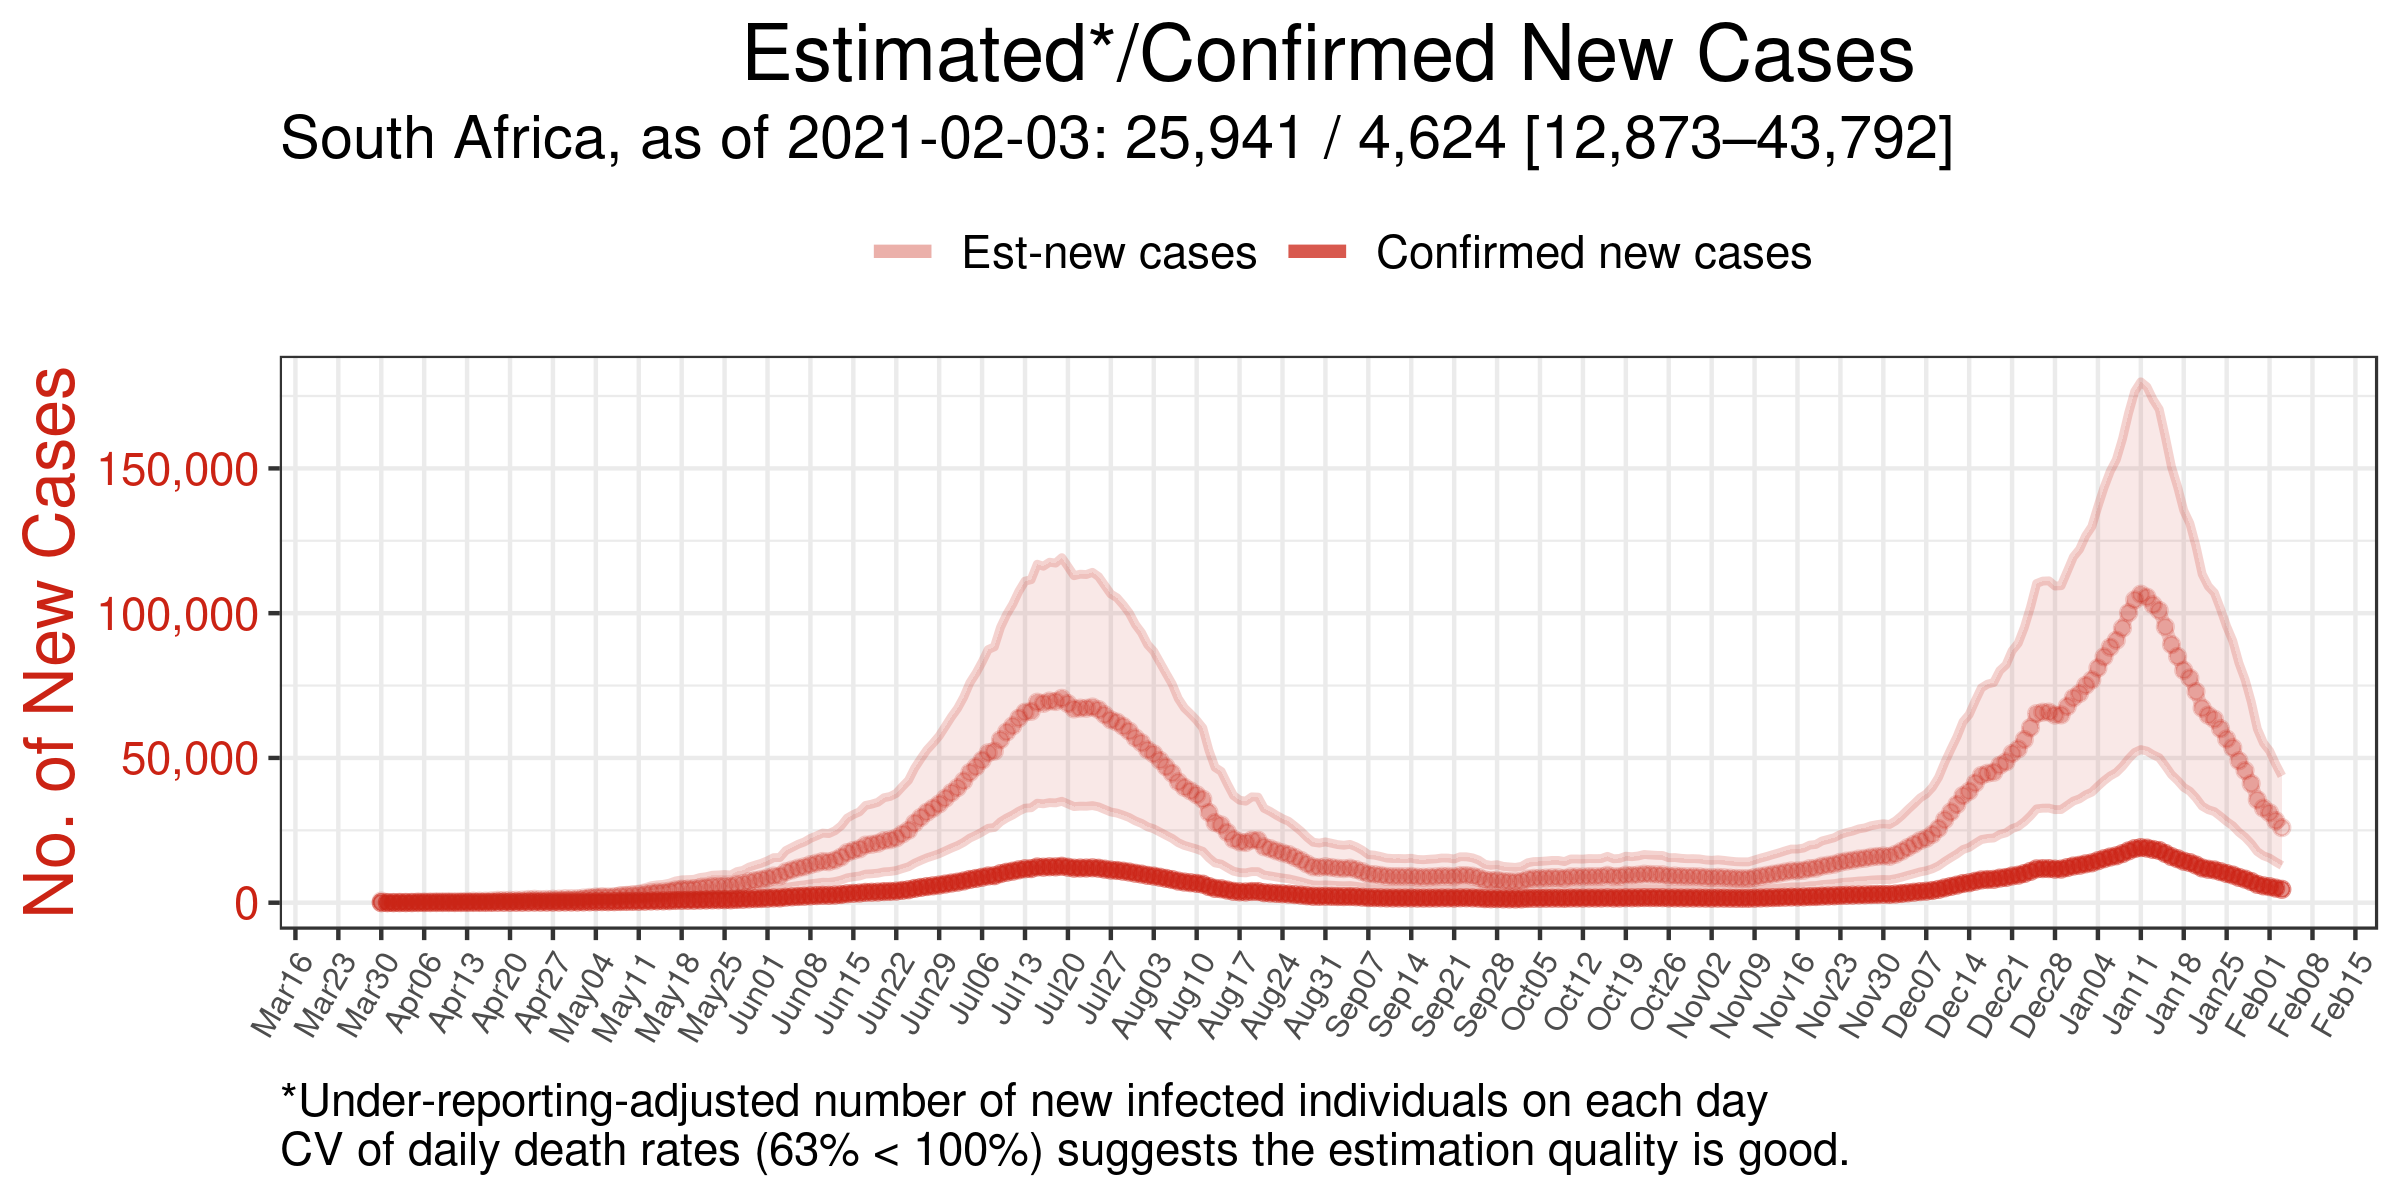 Estimated*/Confirmed New Cases
South Africa, as of 2021-02-03: 25,941 / 4,624 [12,873–43,792]
Est-new cases
Confirmed new cases
No. of New Cases
150,000
100,000
50,000
0
Mar16
Mar23
Mar30
Apr06
Apr13
Apr20
Apr27
May04
May11
May18
May25
Jun01
Jun08
Jun15
Jun22
Jun29
Jul06
Jul13
Jul20
Jul27
Aug03
Aug10
Aug17
Aug24
Aug31
Sep07
Sep14
Sep21
Sep28
Oct05
Oct12
Oct19
Oct26
Nov02
Nov09
Nov16
Nov23
Nov30
Dec07
Dec14
Dec21
Dec28
Jan04
Jan11
Jan18
Jan25
Feb01
Feb08
Feb15
*Under-reporting-adjusted number of new infected individuals on each day
CV of daily death rates (63% < 100%) suggests the estimation quality is good.